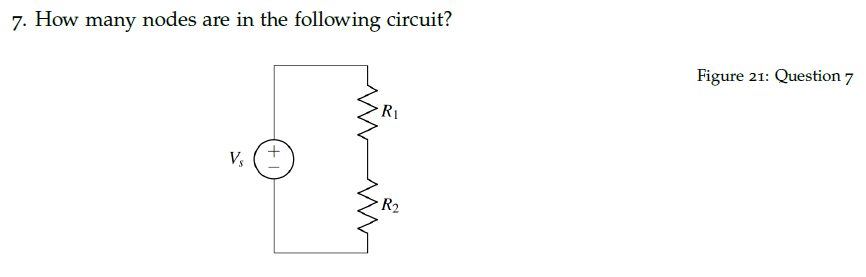 7. How many nodes are in the following circuit?
Figure 21: Question 7
R1
Vs
+
R2